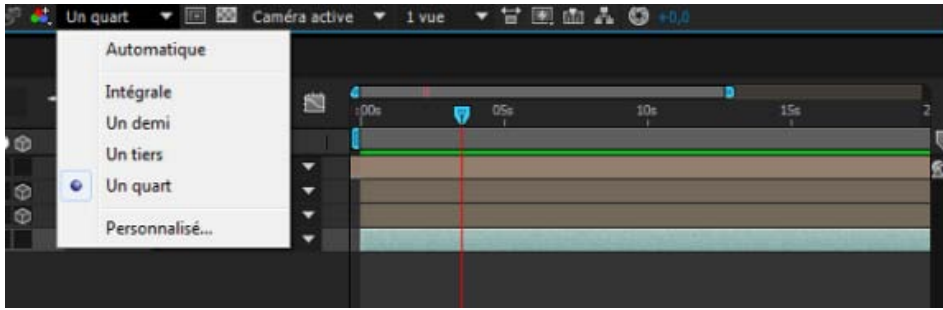 Un quart Caméra active 1 vue +0,0
Automatique
Intégrale
Un demi
Un tiers
Un quart
Personnalisé...
:00s 05s 10s 15s 2